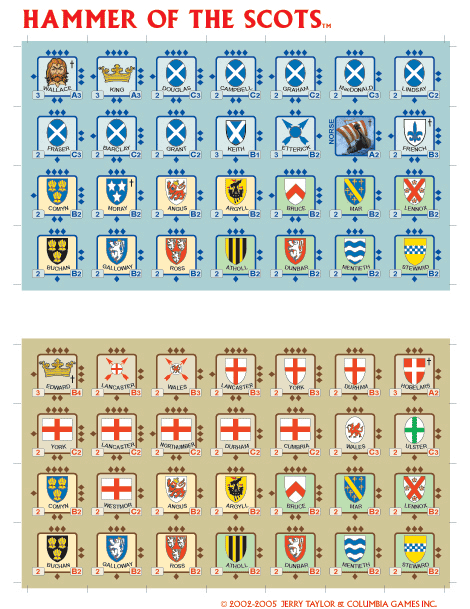 HAMMER OF THE SCOTS™
WALLACE KING DOUGLAS CAMPBELL GRAHAM MACDONALD LINDSAY
3 A3 3 A3 2 C3 2 C2 2 C2 2 C3 2 C2
NORSE
FRASER BARCLAY GRANT KEITH ETTERICK FRENCH
2 C3 2 C2 2 C2 3 B1 3 B2 A2 2 B3
COMYN MORAY ANGUS ARGYLL BRUCE MAR LENNOX
2 B2 2 B2 2 B2 2 B2 2 B2 2 B2 2 B2
BUCHAN GALLOWAY ROSS ATHOLL DUNBAR MENTIETH STEWARD
2 B2 2 B2 2 B2 2 B2 2 B2 2 B2 2 B2
EDWARD LANCASTER WALES LANCASTER YORK DURHAM HOBELARS
3 B4 2 B3 2 B3 2 B3 2 B3 2 B3 3 A2
YORK LANCASTER NORTHUMBER DURHAM CUMBRIA WALES ULSTER
2 C2 2 C2 2 C2 2 C2 2 C2 2 C3 2 C2
COMYN WESTMOR ANGUS ARGYLL BRUCE MAR LENNOX
2 B2 2 C2 2 B2 2 B2 2 B2 2 B2 2 B2
BUCHAN GALLOWAY ROSS ATHOLL DUNBAR MENTIETH STEWARD
2 B2 2 B2 2 B2 2 B2 2 B2 2 B2 2 B2
© 2002-2005 JERRY TAYLOR & COLUMBIA GAMES INC.